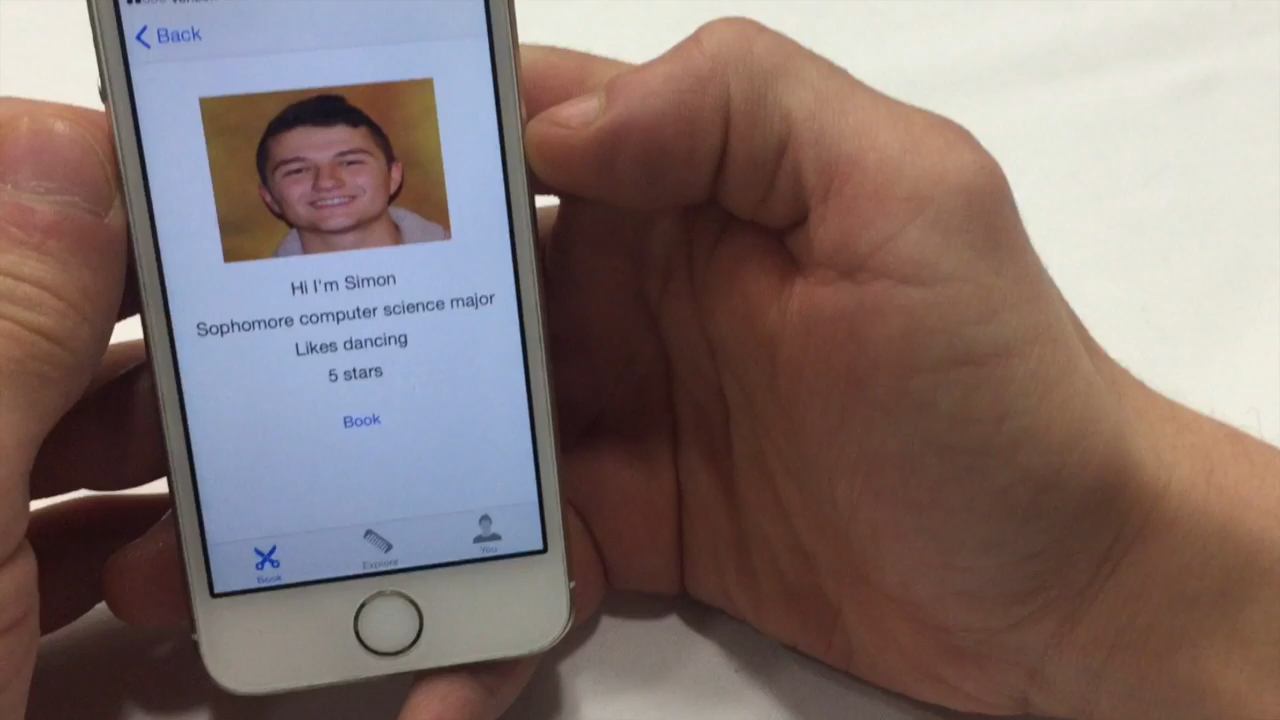 Back
Hi I'm Simon
Sophomore computer science major
Likes dancing
5 stars
Book
Book
Explore
You